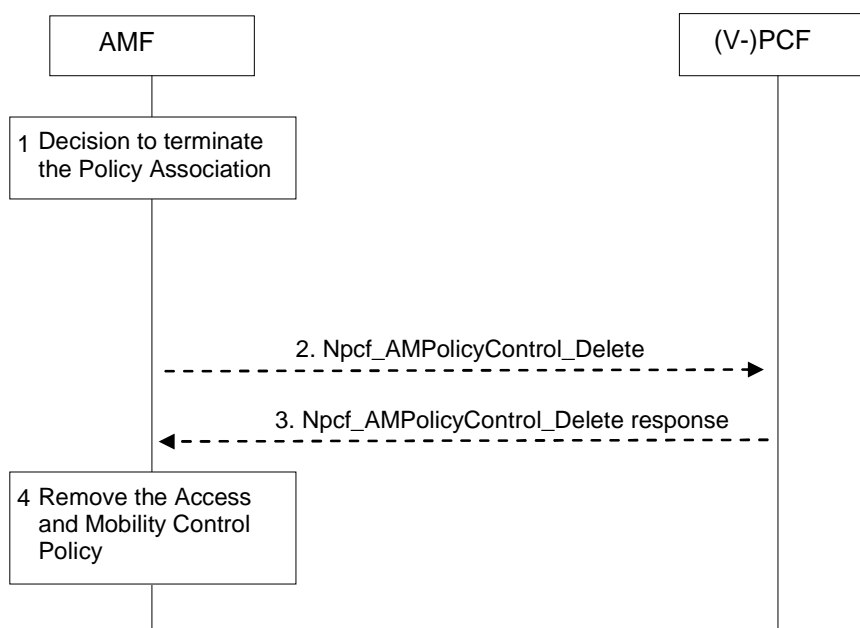 AMF
(V-)PCF
1 Decision to terminate
the Policy Association
2. Npcf_AMPolicyControl_Delete
3. Npcf_AMPolicyControl_Delete response
4 Remove the Access
and Mobility Control
Policy